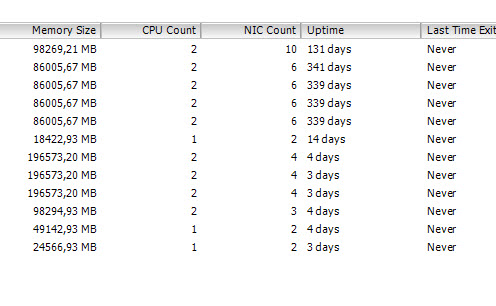 Memory Size CPU Count NIC Count Uptime Last Time Exit
98269,21 MB 2 10 131 days Never
86005,67 MB 2 6 341 days Never
86005,67 MB 2 6 339 days Never
86005,67 MB 2 6 339 days Never
86005,67 MB 2 6 339 days Never
18422,93 MB 1 2 14 days Never
196573,20 MB 2 4 4 days Never
196573,20 MB 2 4 3 days Never
196573,20 MB 2 4 3 days Never
98294,93 MB 2 3 4 days Never
49142,93 MB 1 2 4 days Never
24566,93 MB 1 2 3 days Never